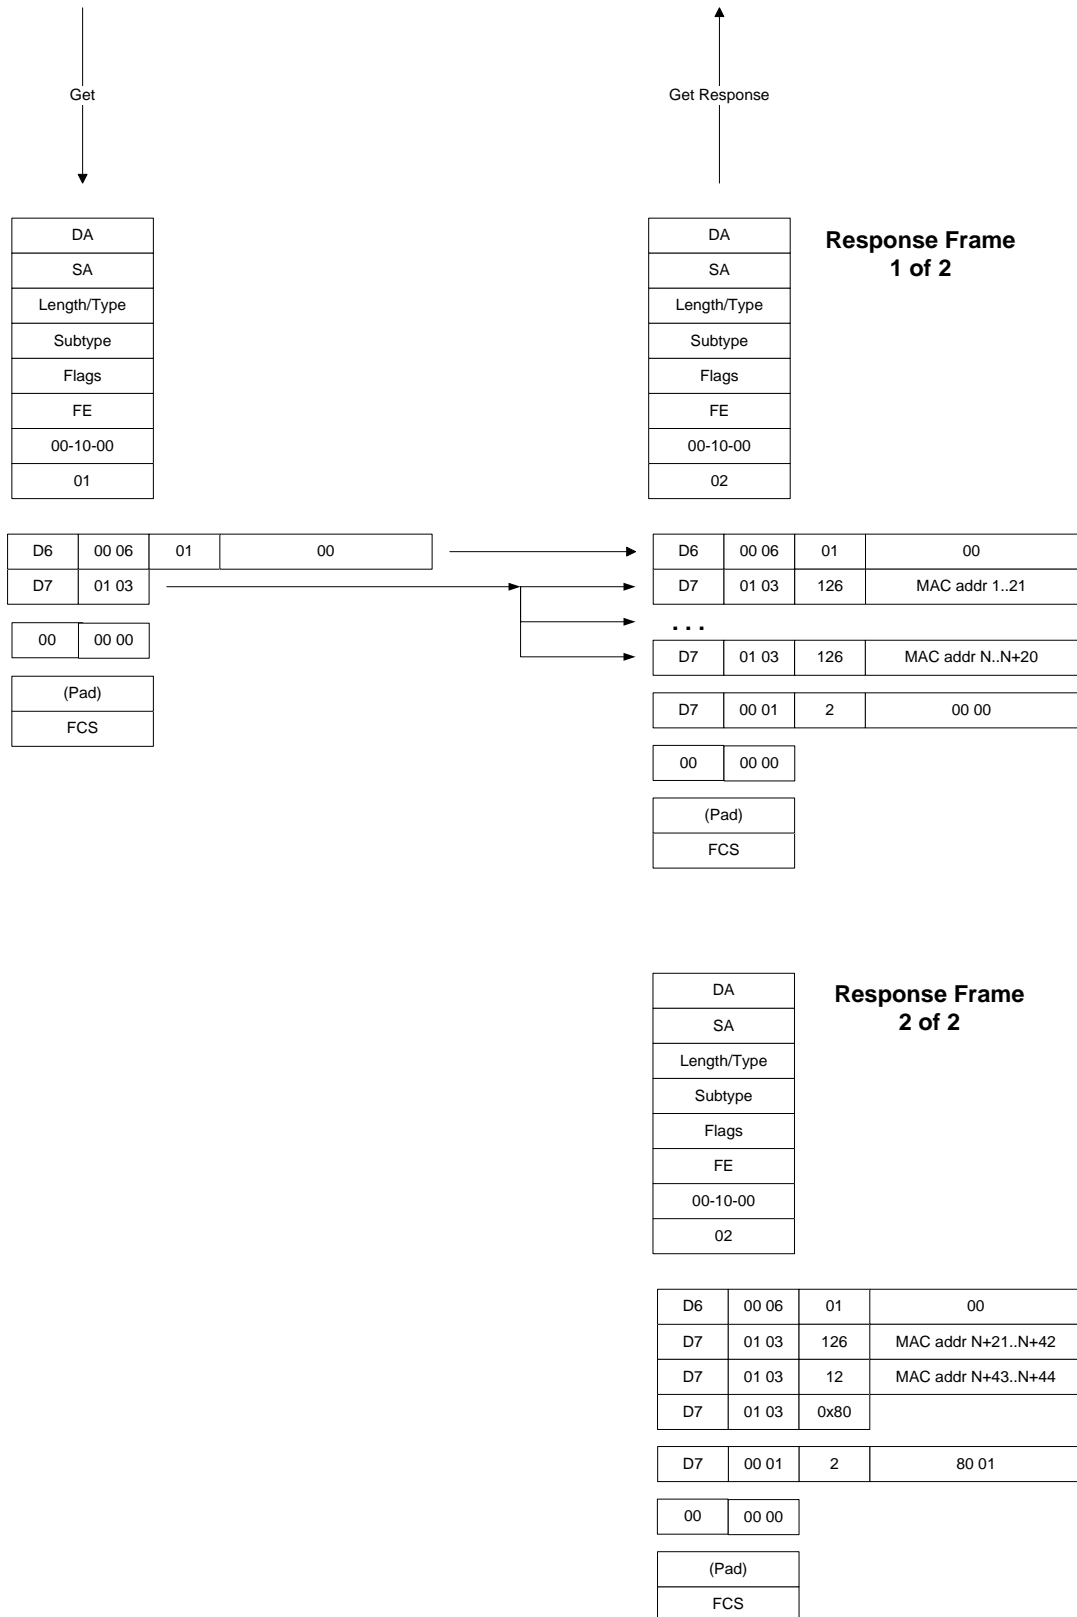 Get
DA
SA
Length/Type
Subtype
Flags
FE
00-10-00
01
D6 00 06 01 00
D7 01 03
00 00 00
(Pad)
FCS
Get Response
Response Frame
1 of 2
DA
SA
Length/Type
Subtype
Flags
FE
00-10-00
02
D6 00 06 01 00
D7 01 03 126 MAC addr 1..21
. . .
D7 01 03 126 MAC addr N..N+20
D7 00 01 2 00 00
00 00 00
(Pad)
FCS
Response Frame
2 of 2
DA
SA
Length/Type
Subtype
Flags
FE
00-10-00
02
D6 00 06 01 00
D7 01 03 126 MAC addr N+21..N+42
D7 01 03 12 MAC addr N+43..N+44
D7 01 03 0x80
D7 00 01 2 80 01
00 00 00
(Pad)
FCS